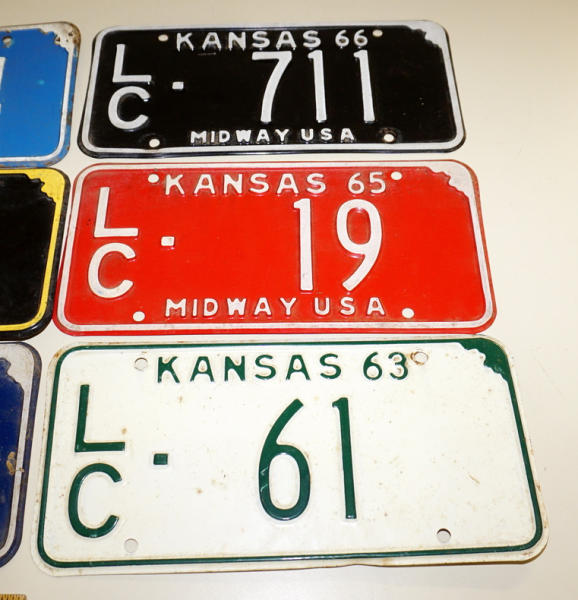 KANSAS 66
LC - 711
MIDWAY USA
KANSAS 65
LC - 19
MIDWAY USA
KANSAS 63
LC - 61